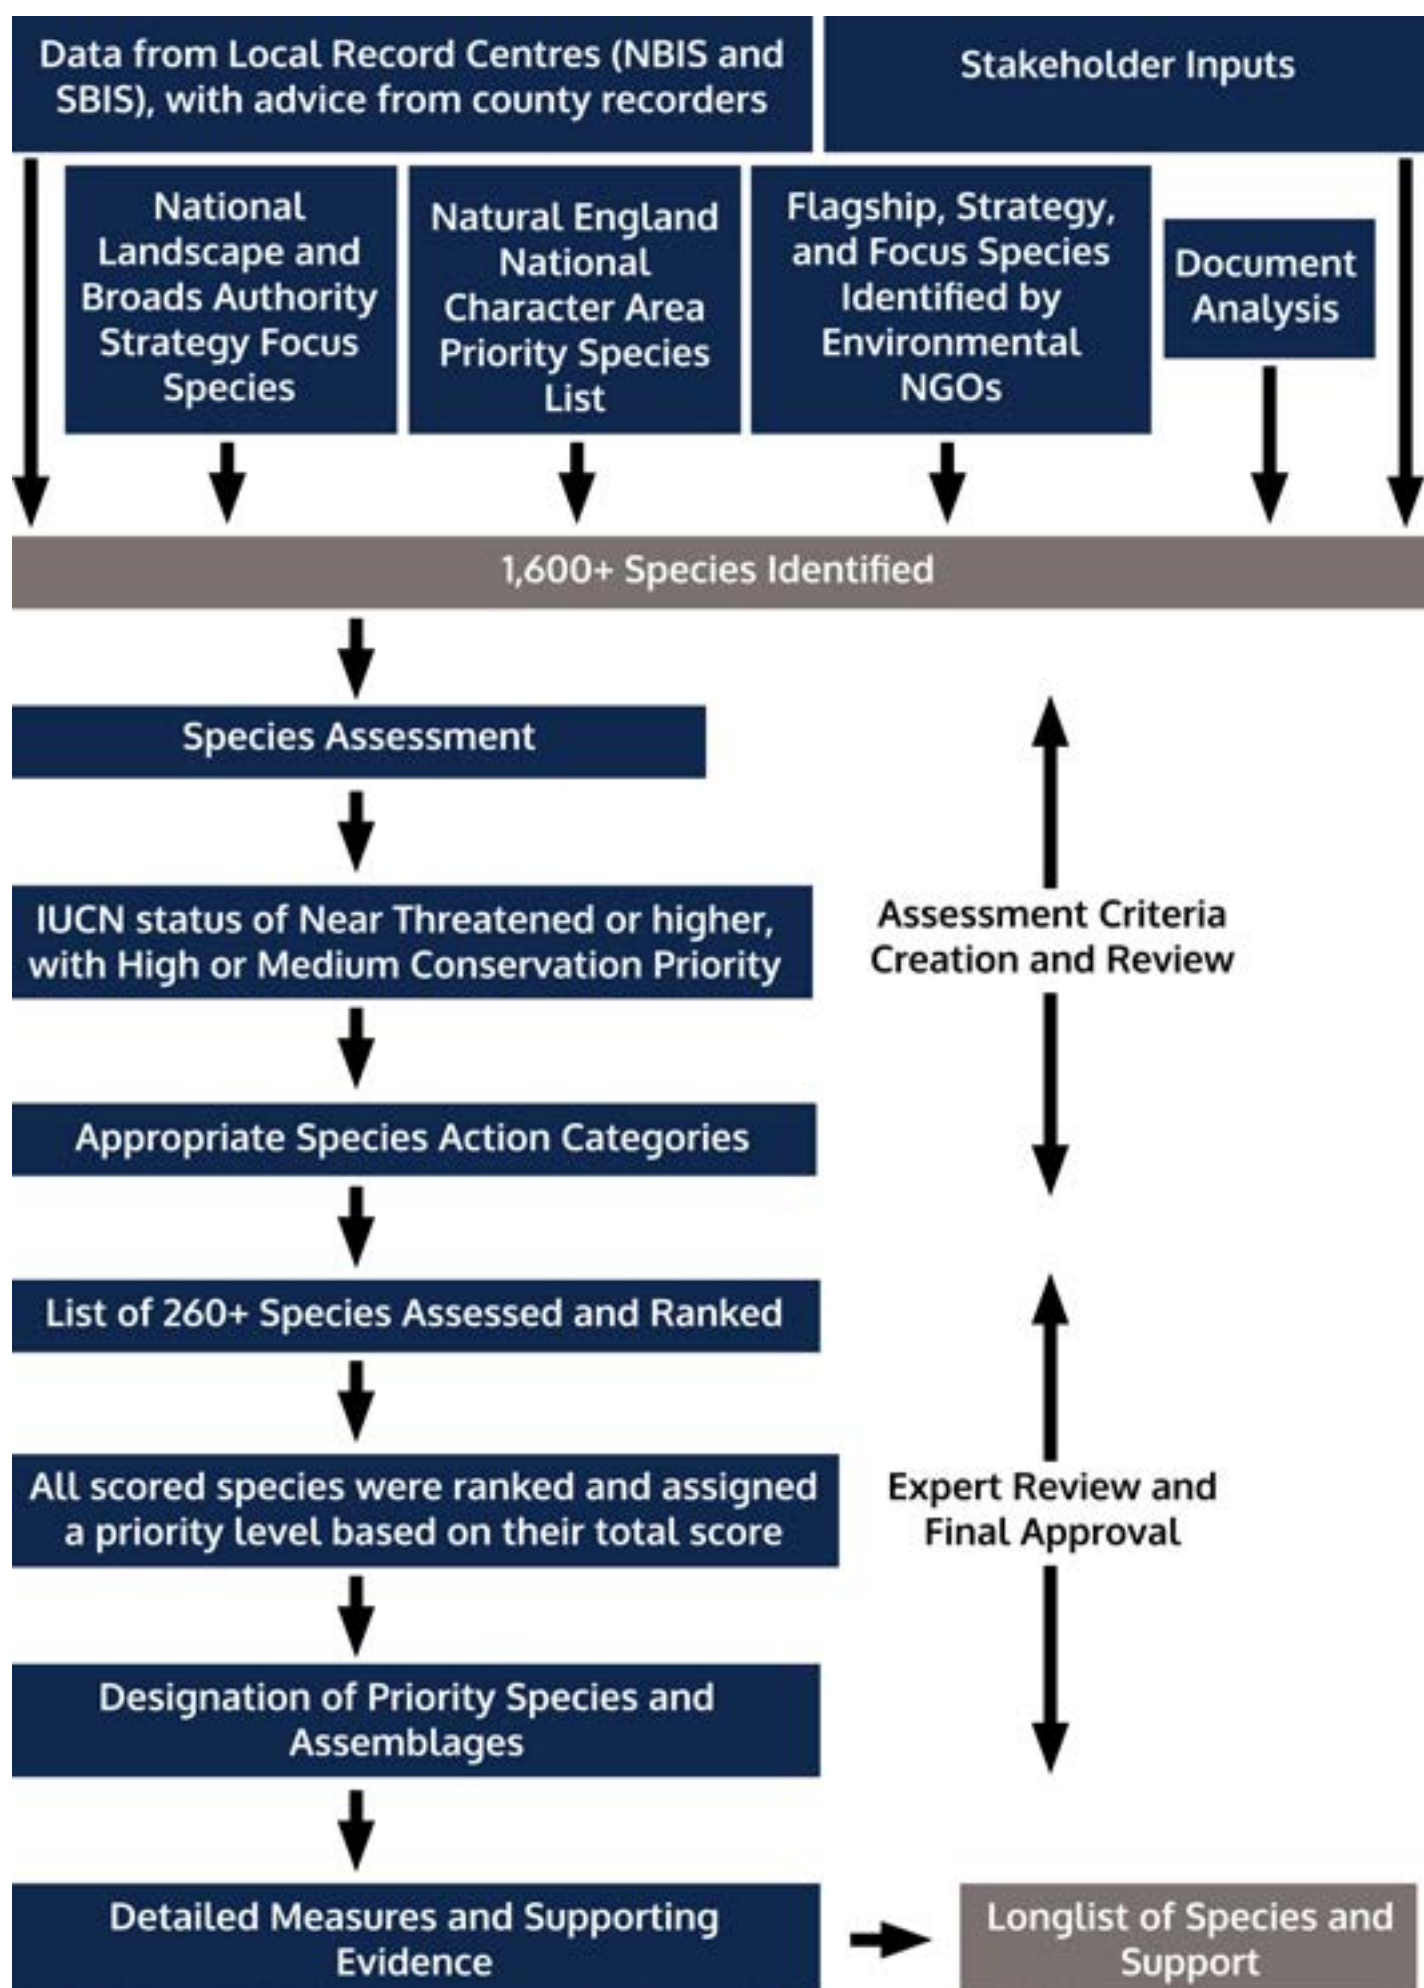 Data from Local Record Centres (NBIS and
SBIS), with advice from county recorders
Stakeholder Inputs
National
Landscape and
Broads Authority
Strategy Focus
Species
Natural England
National
Character Area
Priority Species
List
Flagship, Strategy,
and Focus Species
Identified by
Environmental
NGOs
Document
Analysis
1,600+ Species Identified
Species Assessment
IUCN status of Near Threatened or higher,
with High or Medium Conservation Priority
Assessment Criteria
Creation and Review
Appropriate Species Action Categories
List of 260+ Species Assessed and Ranked
All scored species were ranked and assigned
a priority level based on their total score
Expert Review and
Final Approval
Designation of Priority Species and
Assemblages
Detailed Measures and Supporting
Evidence
Longlist of Species and
Support